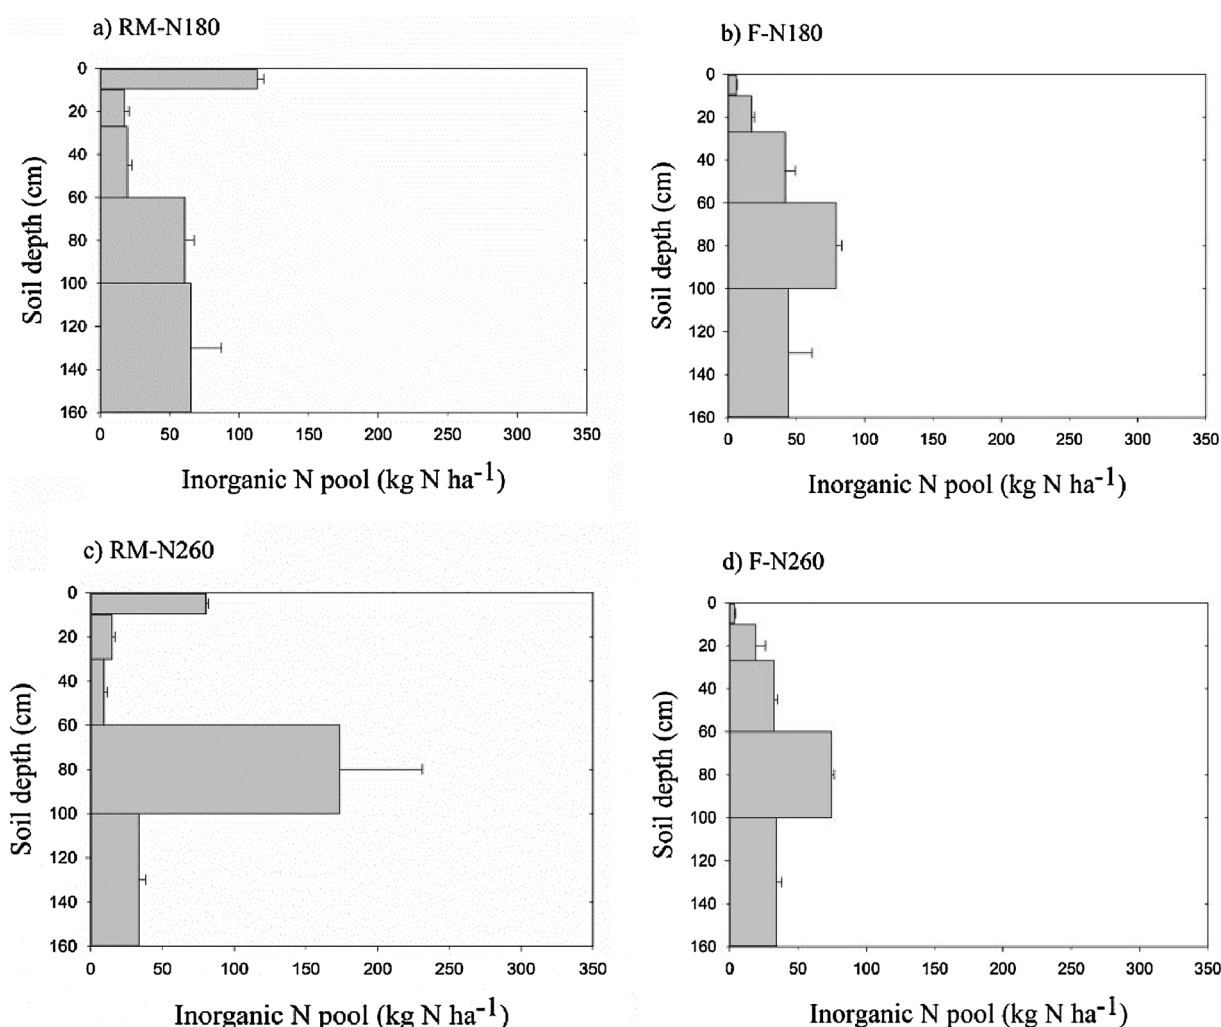 a) RM-N180
0
20
40
60
80
100
120
140
160
Soil depth (cm)
0 50 100 150 200 250 300 350
Inorganic N pool (kg N ha-1)
b) F-N180
0
20
40
60
80
100
120
140
160
Soil depth (cm)
0 50 100 150 200 250 300 350
Inorganic N pool (kg N ha-1)
c) RM-N260
0
20
40
60
80
100
120
140
160
Soil depth (cm)
0 50 100 150 200 250 300 350
Inorganic N pool (kg N ha-1)
d) F-N260
0
20
40
60
80
100
120
140
160
Soil depth (cm)
0 50 100 150 200 250 300 350
Inorganic N pool (kg N ha-1)